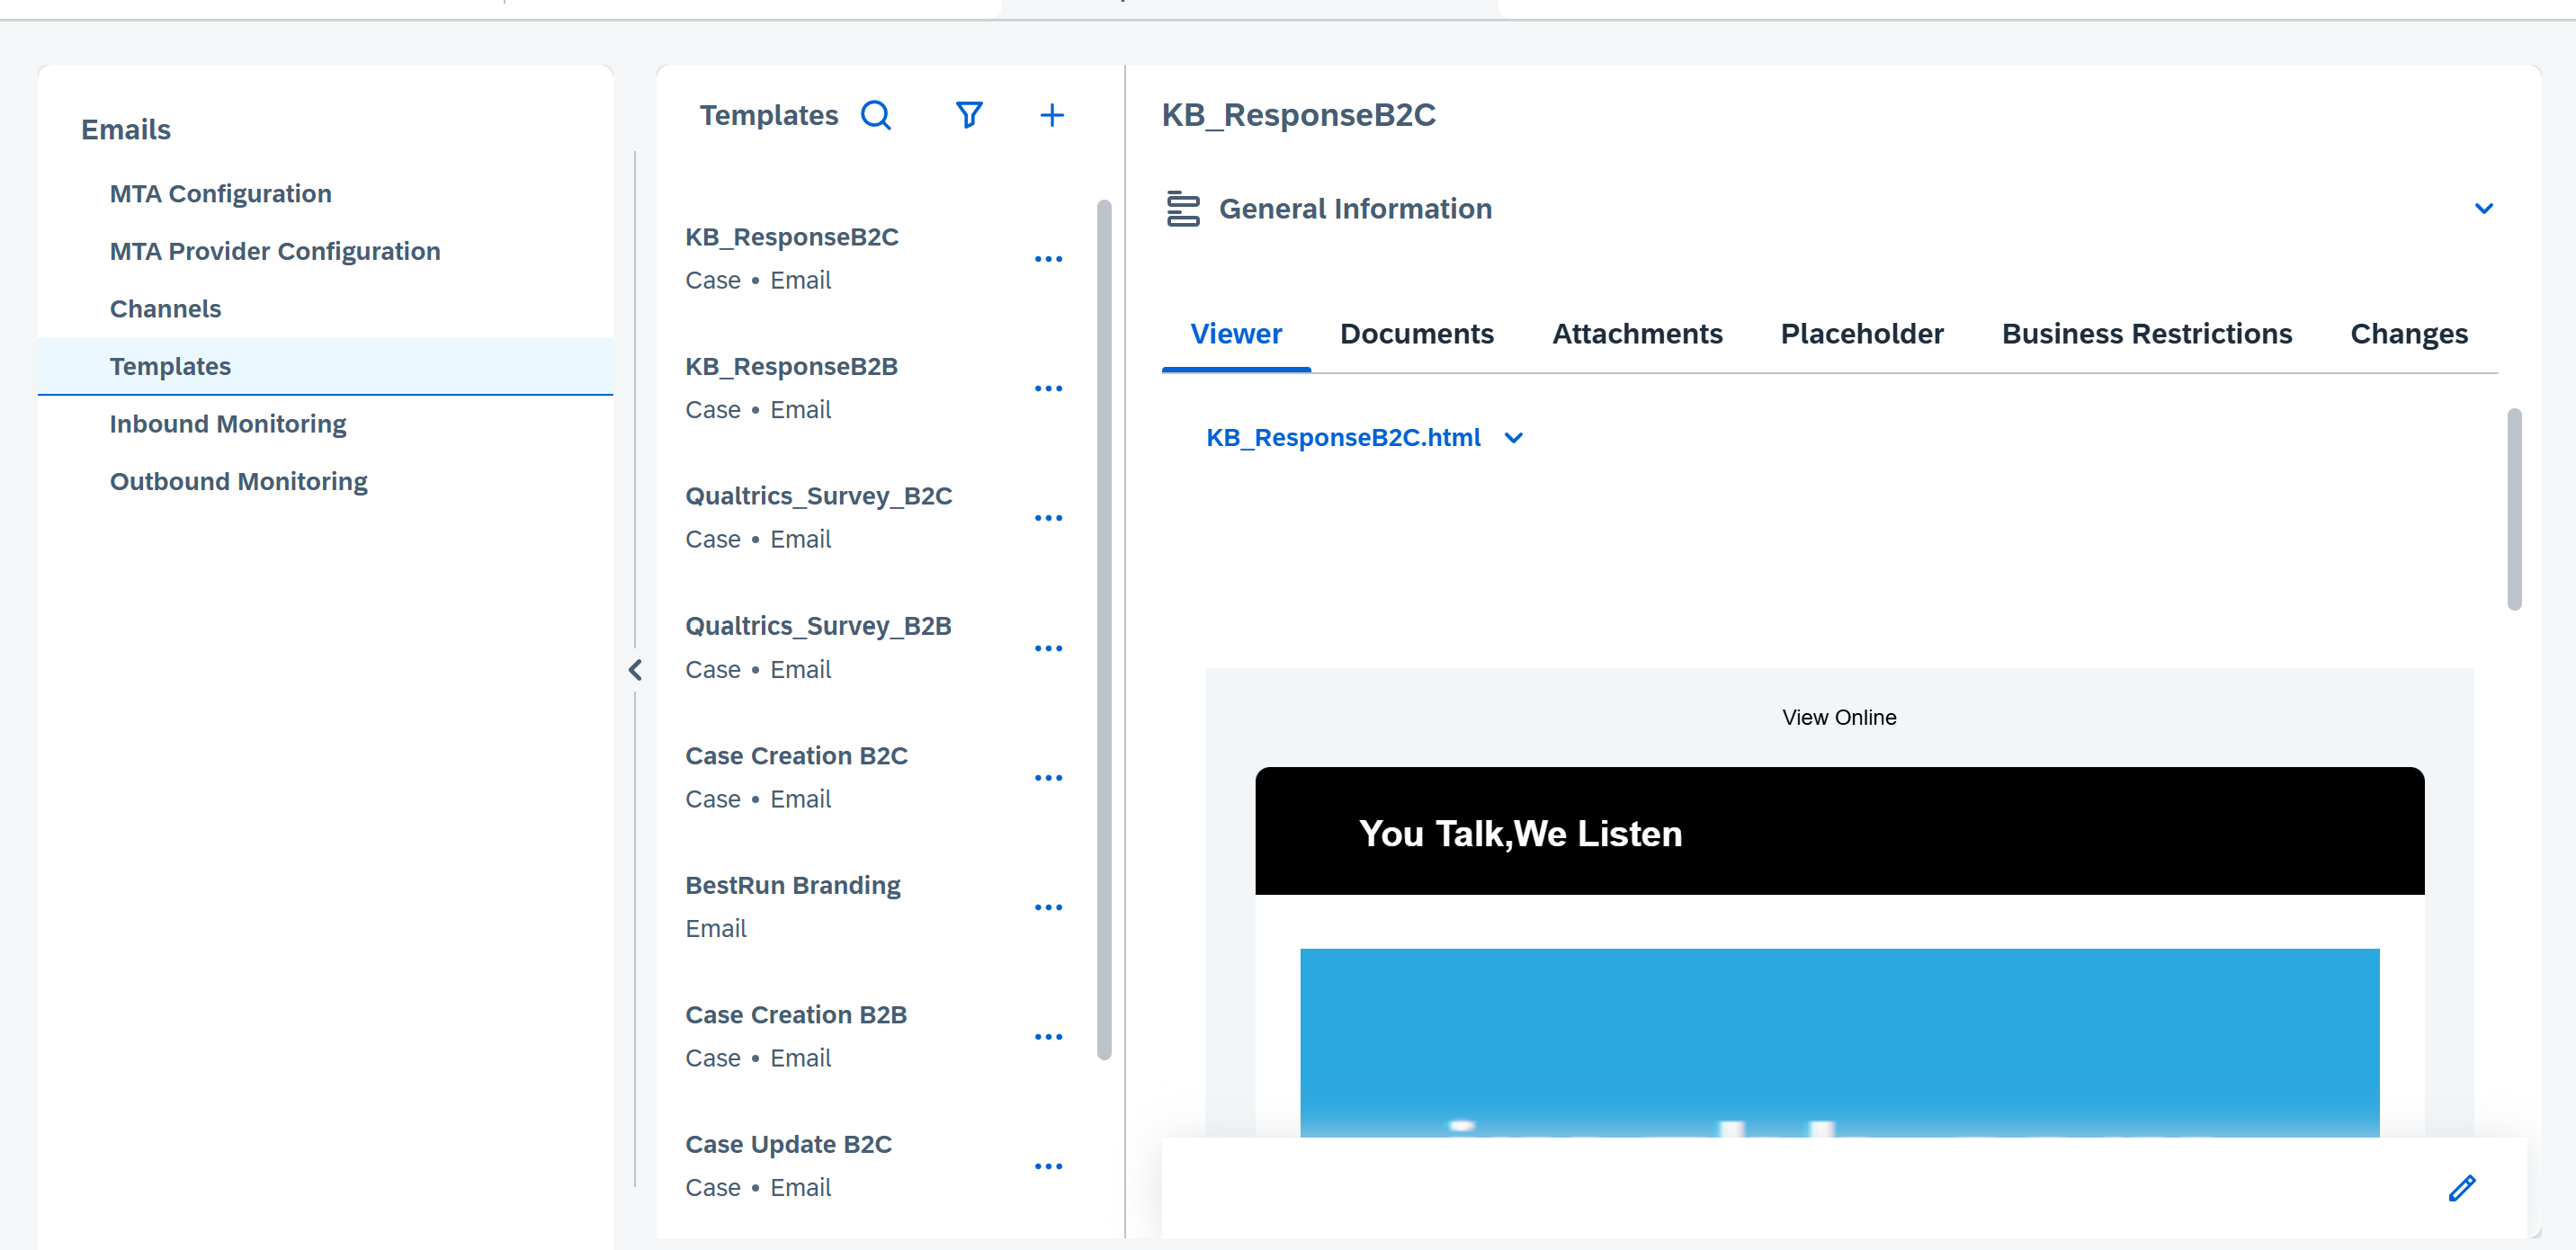 Emails
MTA Configuration
MTA Provider Configuration
Channels
Templates
Inbound Monitoring
Outbound Monitoring
Templates
KB_ResponseB2C
Case • Email
KB_ResponseB2B
Case • Email
Qualtrics_Survey_B2C
Case • Email
Qualtrics_Survey_B2B
Case • Email
Case Creation B2C
Case • Email
BestRun Branding
Email
Case Creation B2B
Case • Email
Case Update B2C
Case • Email
KB_ResponseB2C
General Information
Viewer Documents Attachments Placeholder Business Restrictions Changes
KB_ResponseB2C.html
View Online
You Talk,We Listen